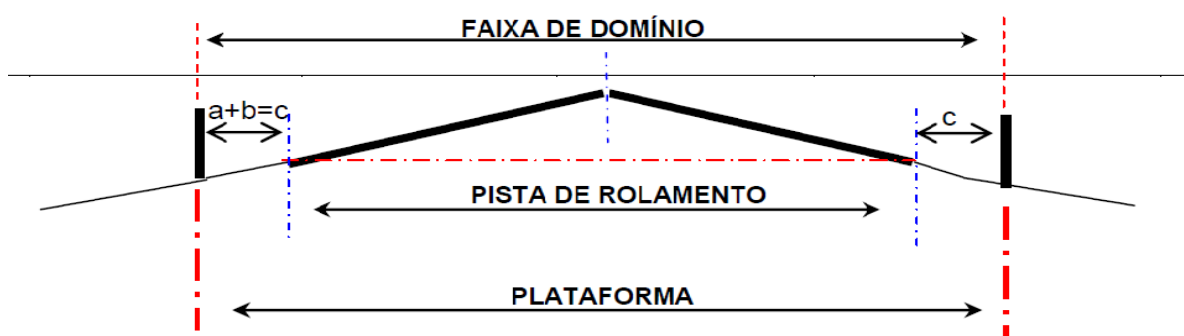 FAIXA DE DOMÍNIO
a+b=c
c
PISTA DE ROLAMENTO
PLATAFORMA